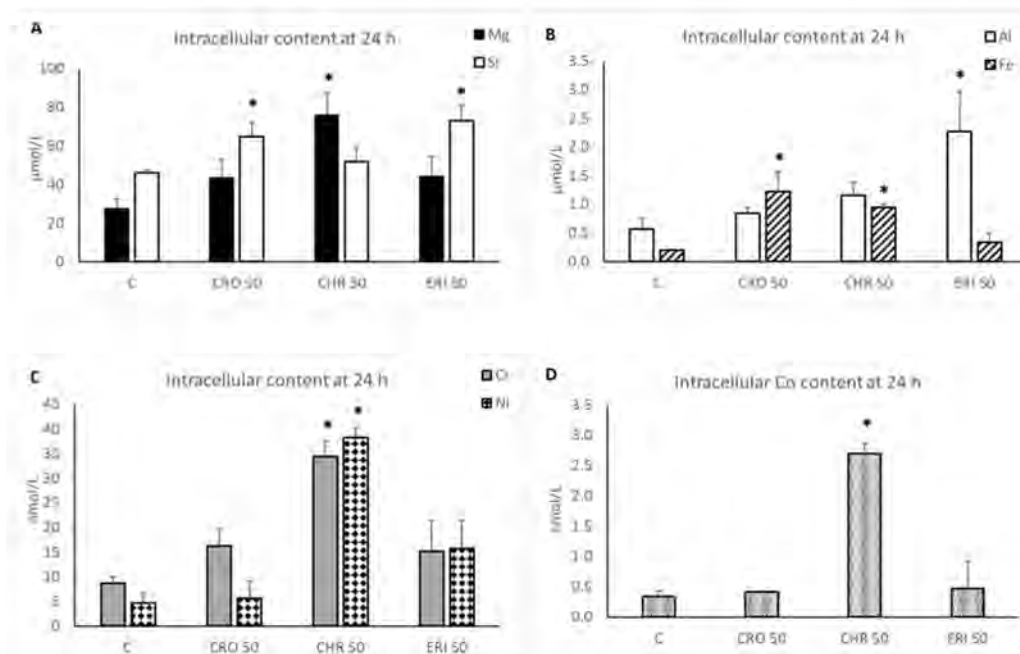 A
Intracellular content at 24 h
Mg
Si
*
*
*
μmol/L
100
80
60
40
20
0
C
CRO 50
CHR 50
ERI 50
B
Intracellular content at 24 h
Al
Fe
*
*
*
μmol/L
3.5
3.0
2.5
2.0
1.5
1.0
0.5
0.0
C
CRO 50
CHR 50
ERI 50
C
Intracellular content at 24 h
Cr
Ni
*
*
nmol/L
40
35
30
25
20
15
10
5
0
C
CRO 50
CHR 50
ERI 50
D
Intracellular Co content at 24 h
*
nmol/L
3.5
3.0
2.5
2.0
1.5
1.0
0.5
0.0
C
CRO 50
CHR 50
ERI 50